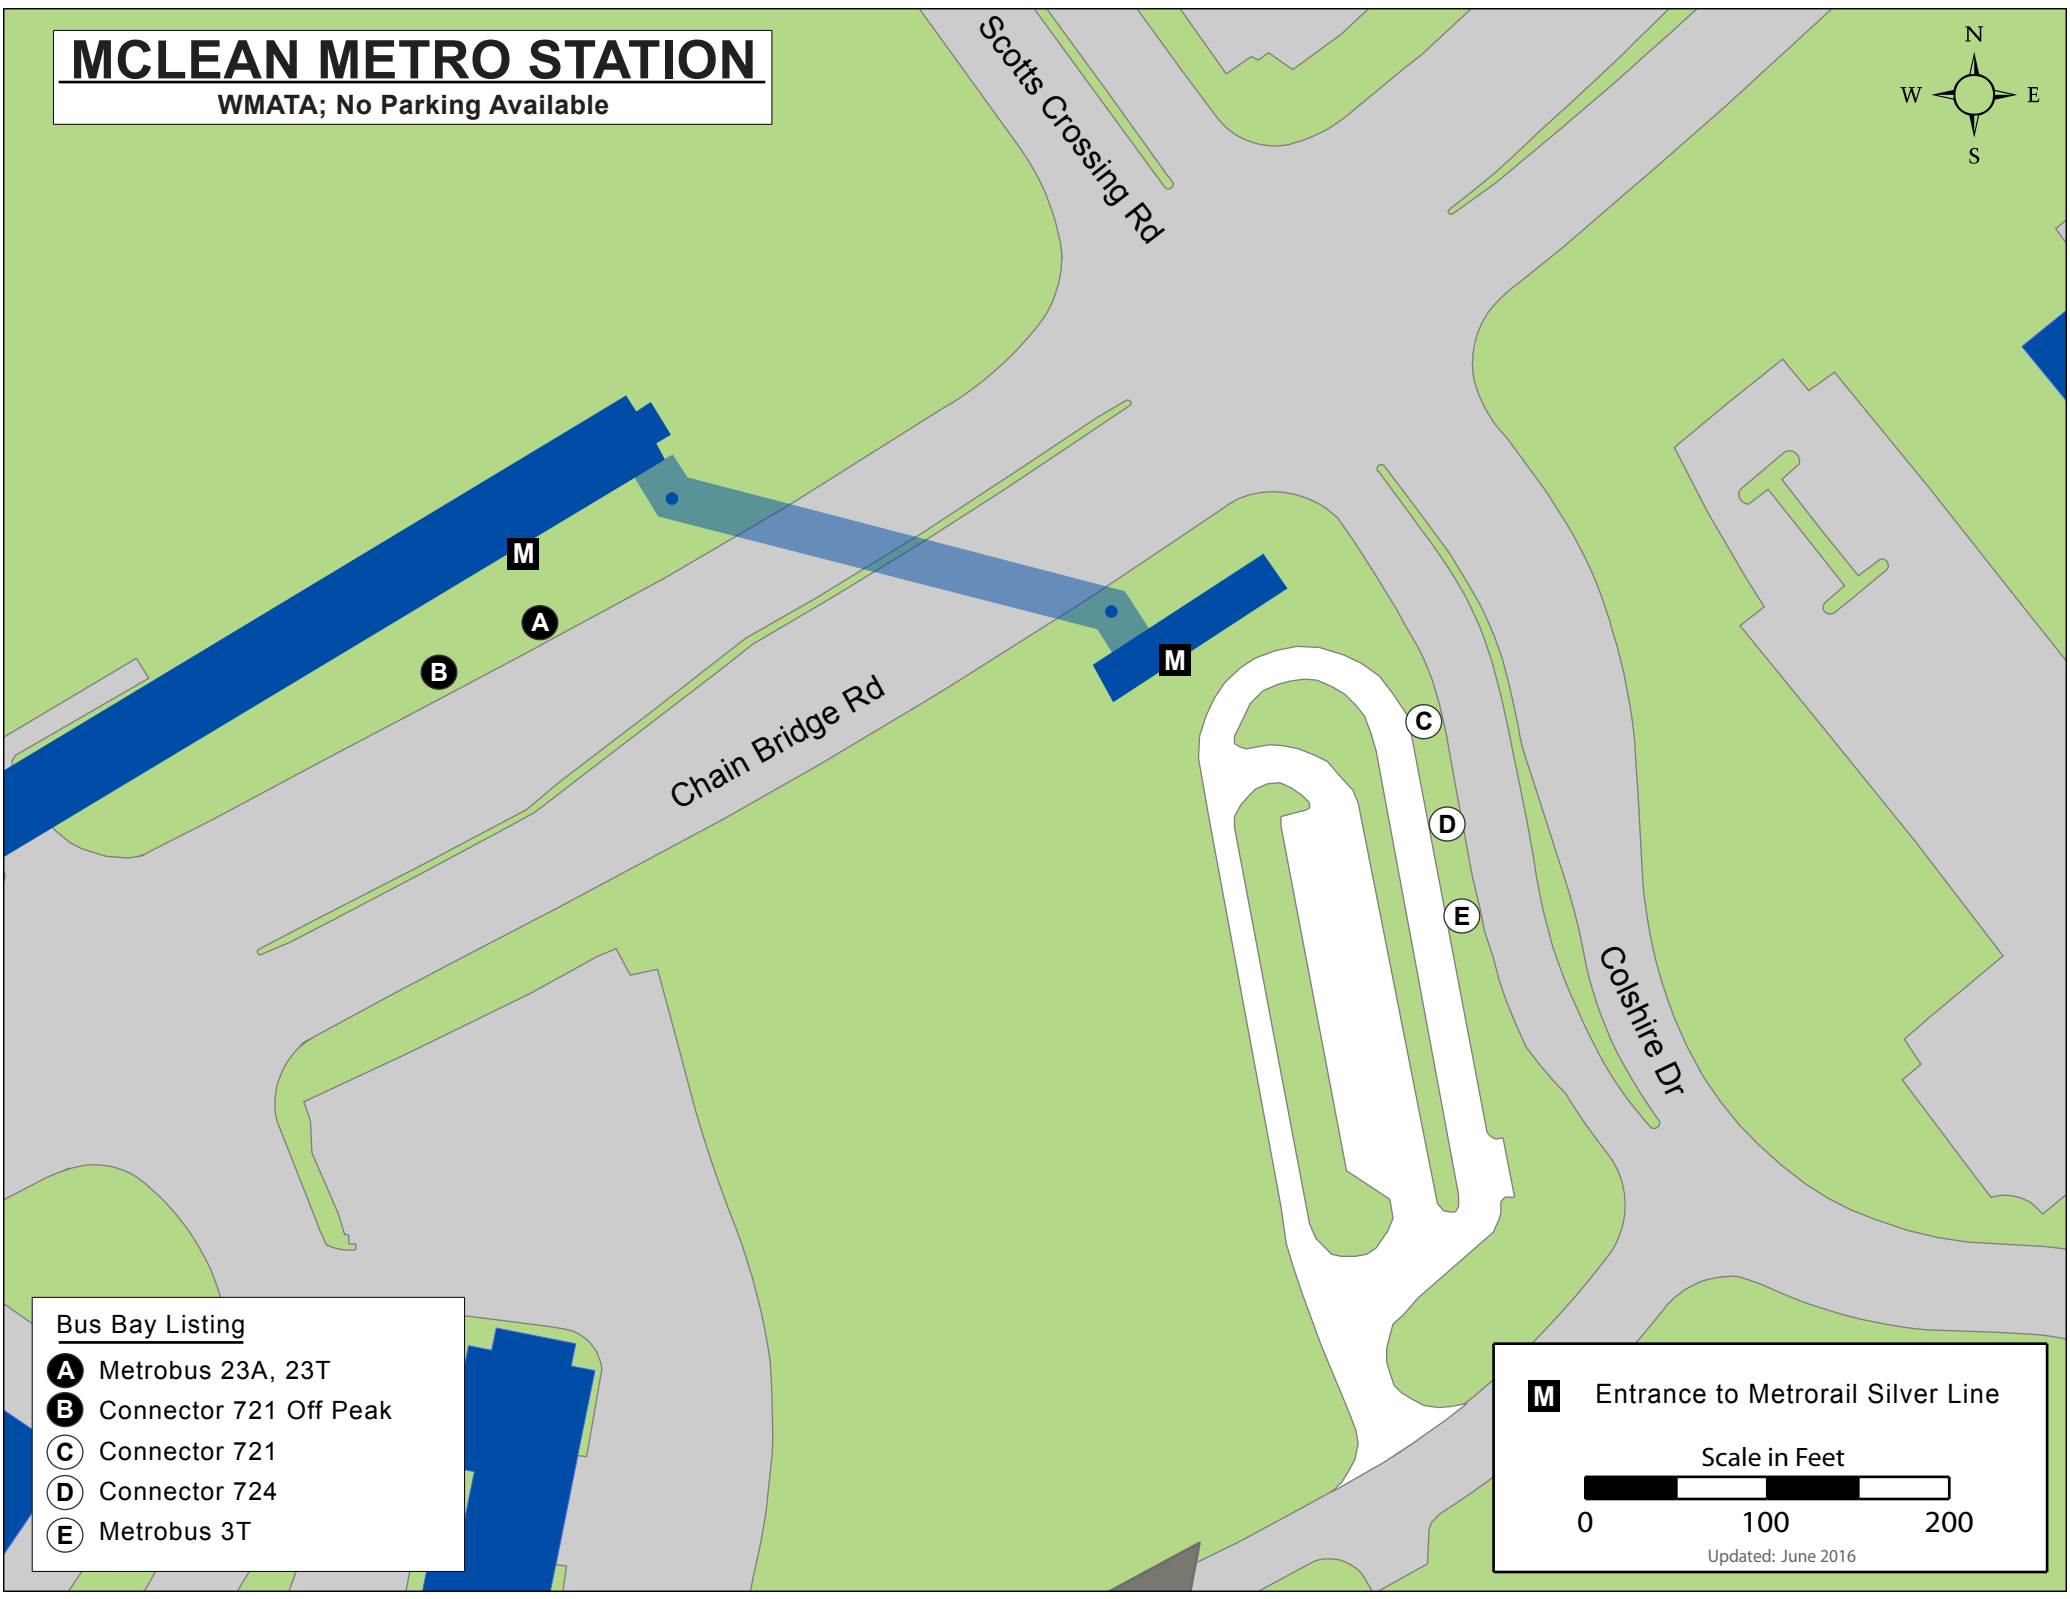 MCLEAN METRO STATION
WMATA; No Parking Available
N
W E
S
Scotts Crossing Rd
M
A
B
M
Chain Bridge Rd
C
D
E
Colshire Dr
Bus Bay Listing
A Metrobus 23A, 23T
B Connector 721 Off Peak
C Connector 721
D Connector 724
E Metrobus 3T
M Entrance to Metrorail Silver Line
Scale in Feet
0 100 200
Updated: June 2016